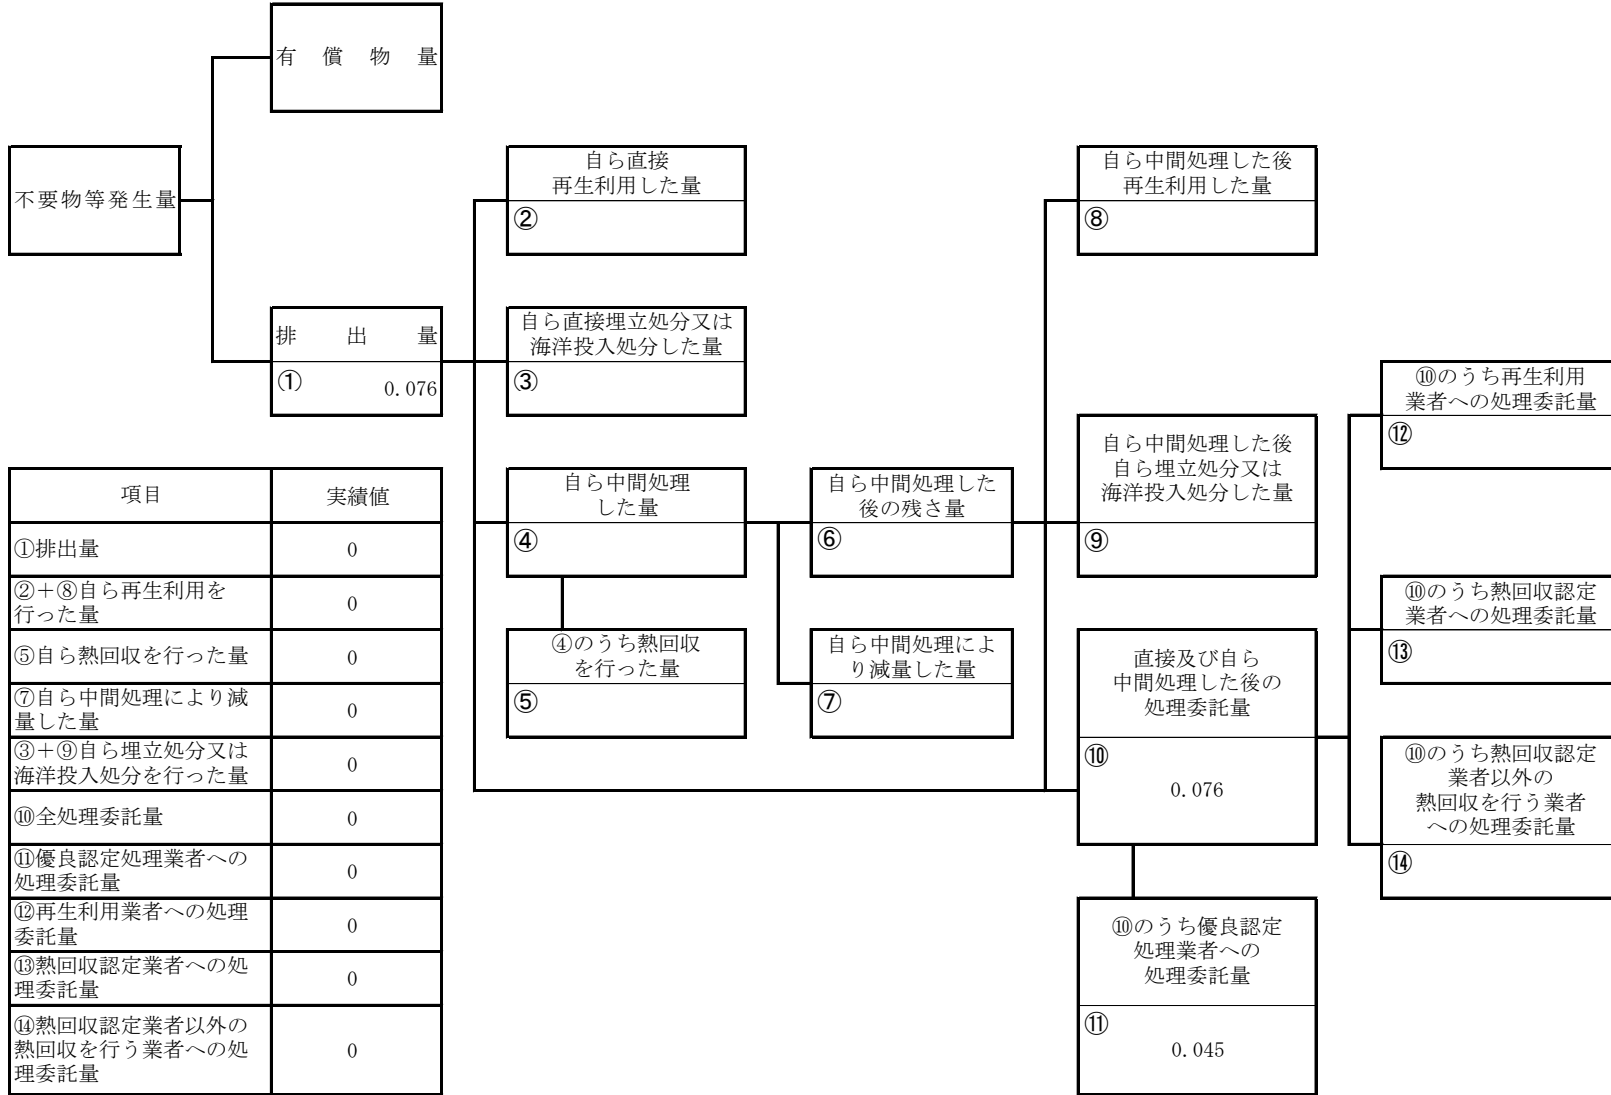 有償物量
不要物等発生量
排出量
① 0.076
自ら直接
再生利用した量
②
自ら直接埋立処分又は
海洋投入処分した量
③
自ら中間処理
した量
④
④のうち熱回収
を行った量
⑤
自ら中間処理した
後の残さ量
⑥
自ら中間処理によ
り減量した量
⑦
自ら中間処理した後
再生利用した量
⑧
自ら中間処理した後
自ら埋立処分又は
海洋投入処分した量
⑨
直接及び自ら
中間処理した後の
処理委託量
⑩
0.076
⑩のうち優良認定
処理業者への
処理委託量
⑪
0.045
⑩のうち再生利用
業者への処理委託量
⑫
⑩のうち熱回収認定
業者への処理委託量
⑬
⑩のうち熱回収認定
業者以外の
熱回収を行う業者
への処理委託量
⑭
項目 実績値
①排出量 0
②＋⑧自ら再生利用を
行った量 0
⑤自ら熱回収を行った量 0
⑦自ら中間処理により減
量した量 0
③＋⑨自ら埋立処分又は
海洋投入処分を行った量 0
⑩全処理委託量 0
⑪優良認定処理業者への
処理委託量 0
⑫再生利用業者への処理
委託量 0
⑬熱回収認定業者への処
理委託量 0
⑭熱回収認定業者以外の
熱回収を行う業者への処 0
理委託量